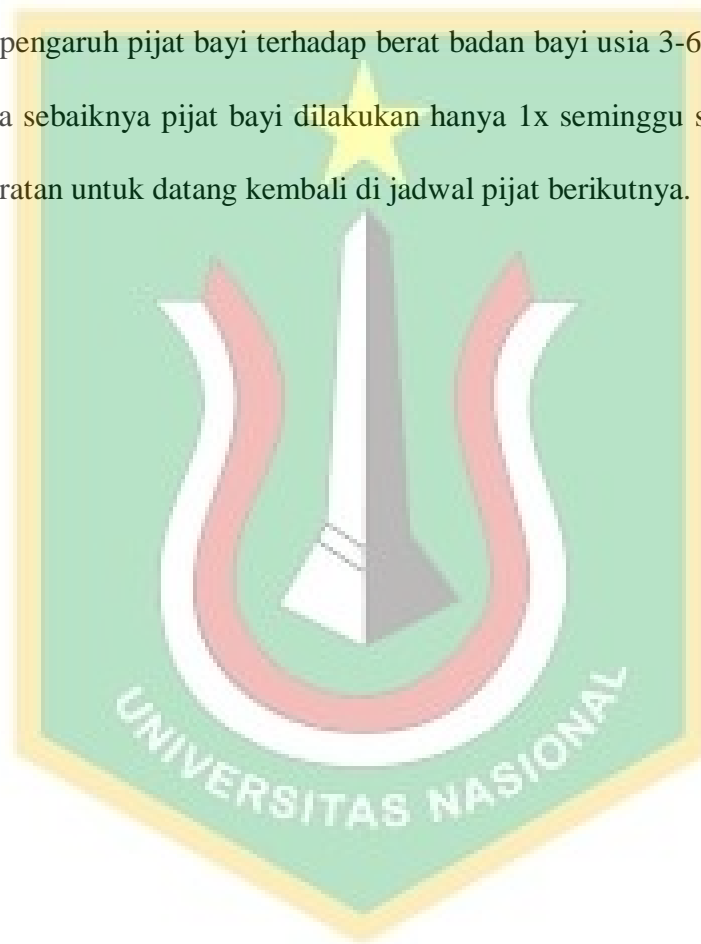 pengaruh pijat bayi terhadap berat badan bayi usia 3-6
sebaiknya pijat bayi dilakukan hanya 1x seminggu
untuk datang kembali di jadwal pijat berikutnya.
UNIVERSITAS NASIONAL